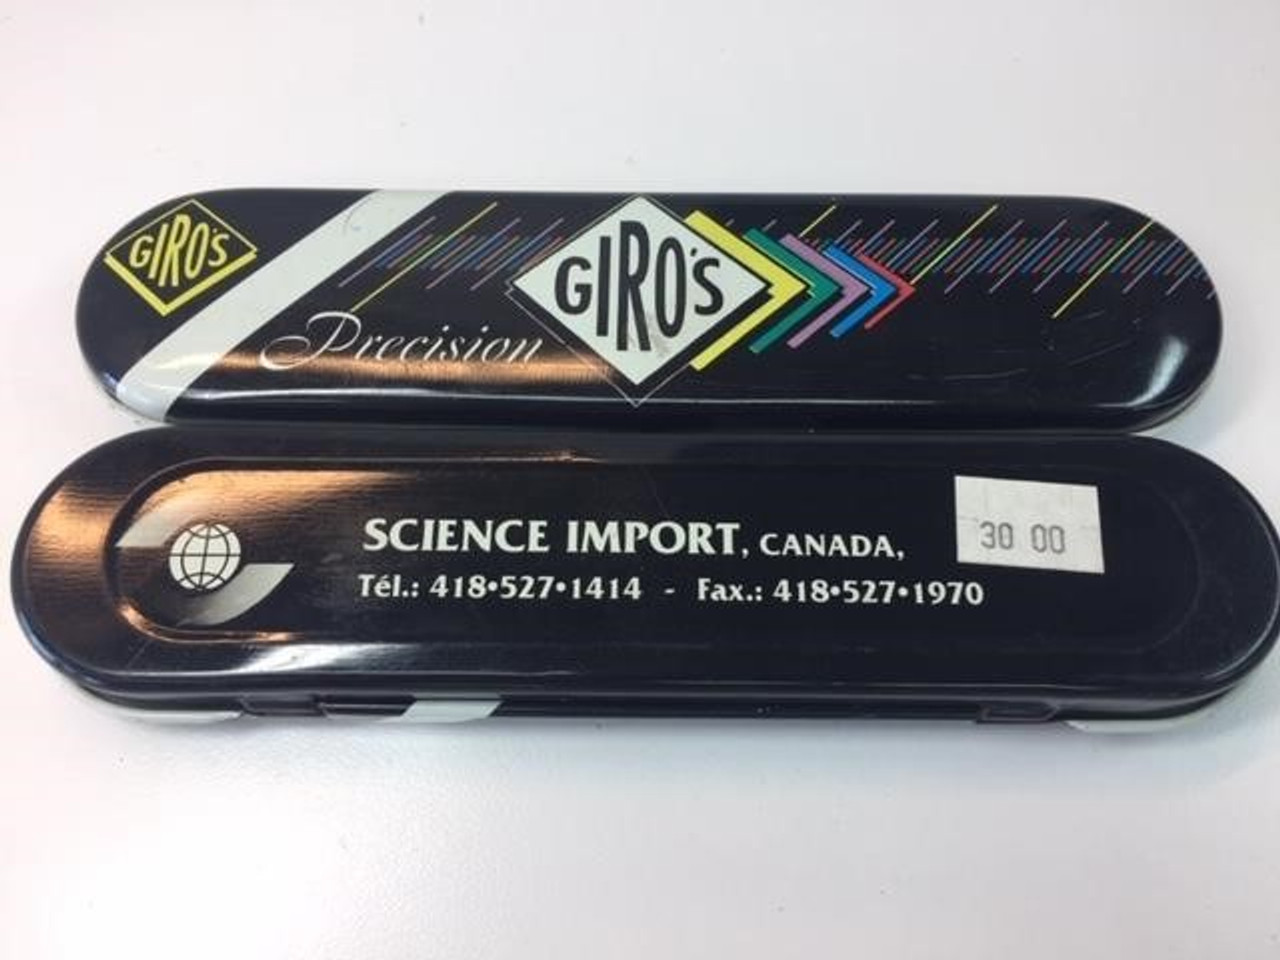 GIRO'S
Precision
GIRO'S
SCIENCE IMPORT, CANADA,
Tél.: 418•527•1414 - Fax.: 418•527•1970
30 00